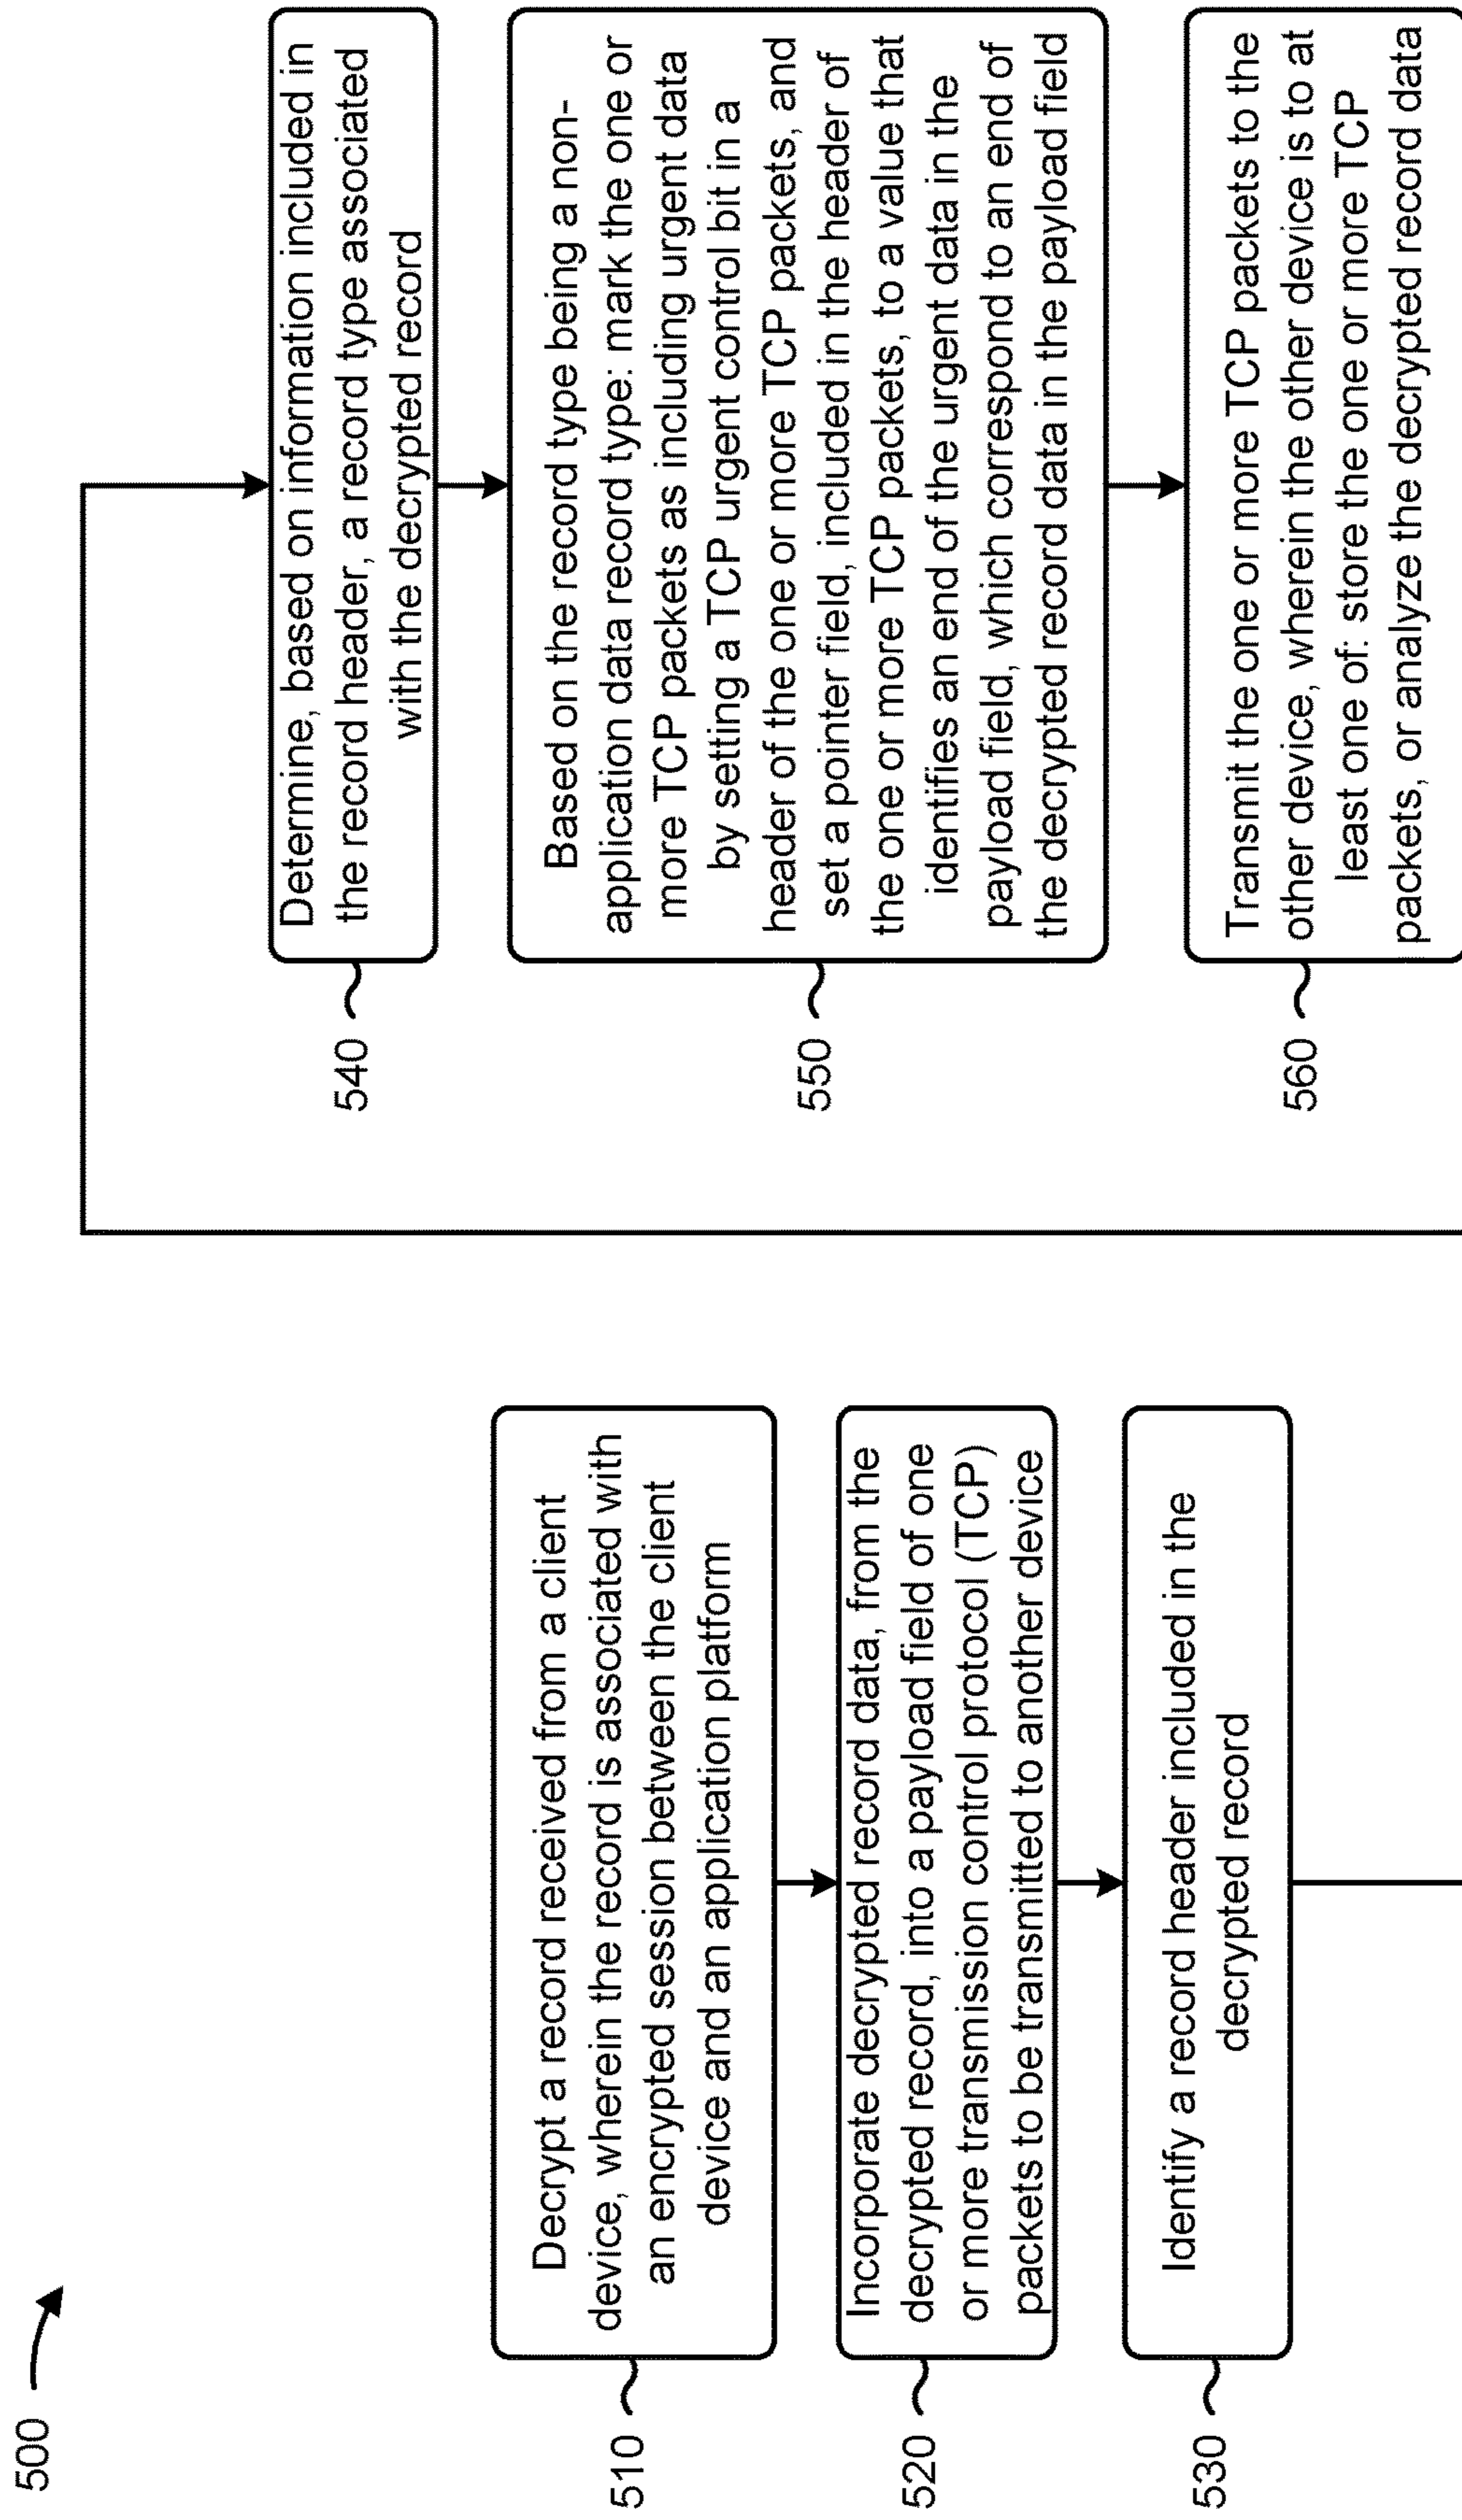 500
510
Decrypt a record received from a client
device, wherein the record is associated with
an encrypted session between the client
device and an application platform
520
Incorporate decrypted record data, from the
decrypted record, into a payload field of one
or more transmission control protocol (TCP)
packets to be transmitted to another device
530
Identify a record header included in the
decrypted record
540
Determine, based on information included in
the record header, a record type associated
with the decrypted record
550
Based on the record type being a non-
application data record type: mark the one or
more TCP packets as including urgent data
by setting a TCP urgent control bit in a
header of the one or more TCP packets, and
set a pointer field, included in the header of
the one or more TCP packets, to a value that
identifies an end of the urgent data in the
payload field, which correspond to an end of
the decrypted record data in the payload field
560
Transmit the one or more TCP packets to the
other device, wherein the other device is to at
least one of: store the one or more TCP
packets, or analyze the decrypted record data